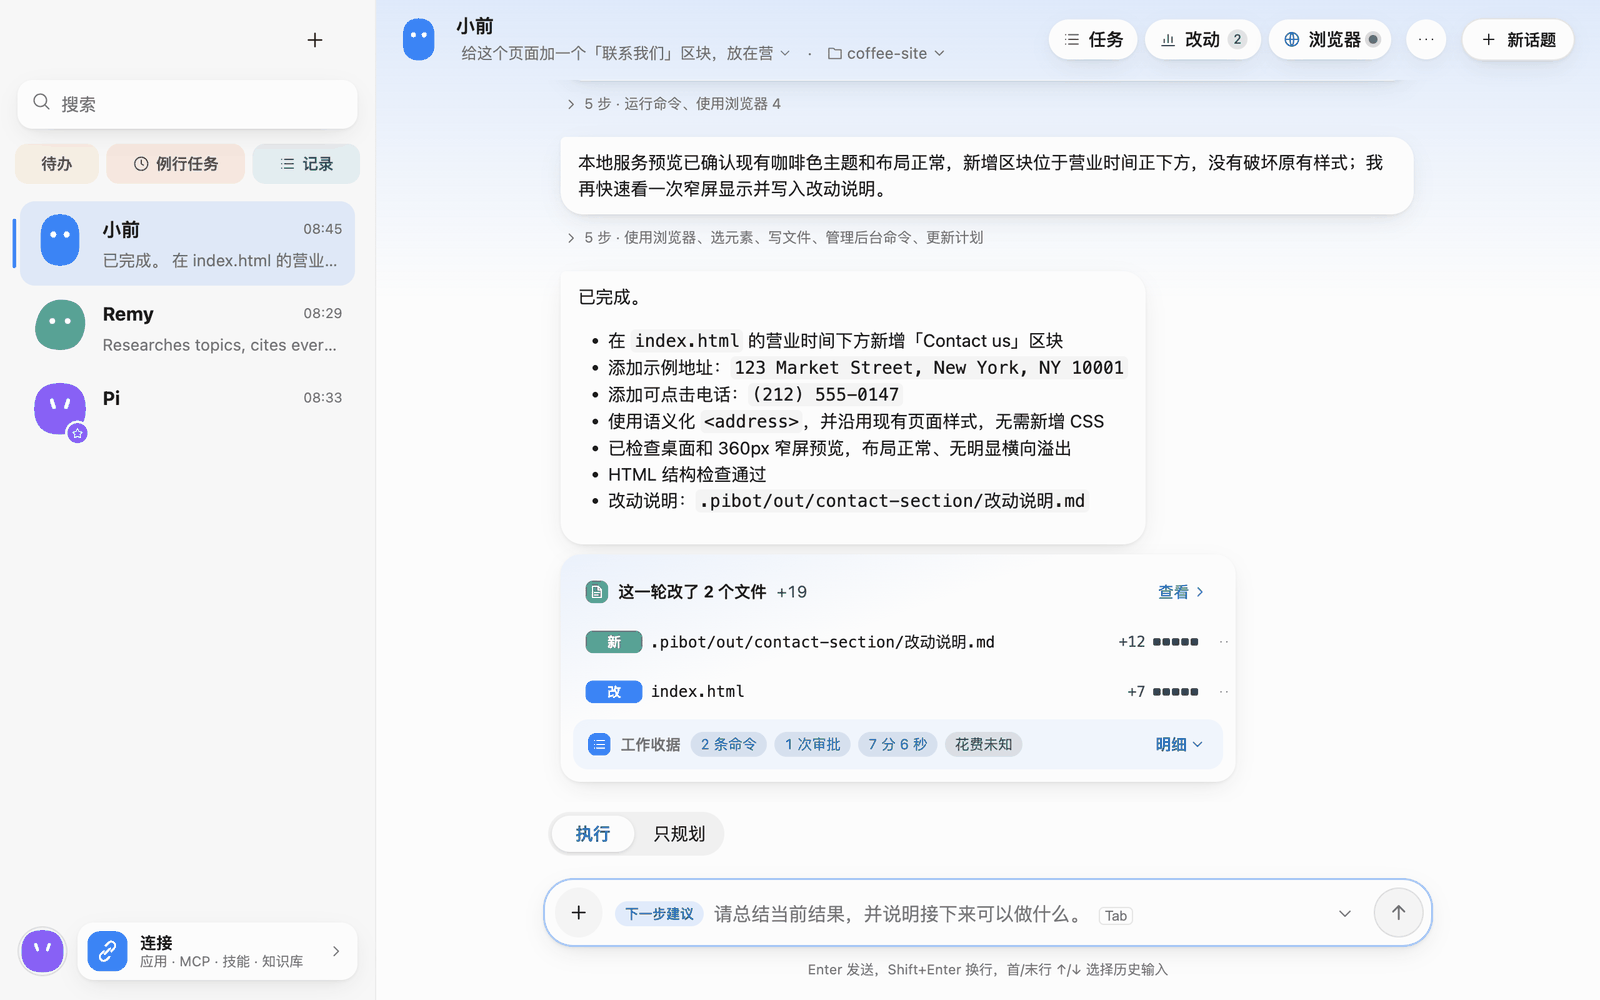 搜索
待办
例行任务
记录
小前
08:45
已完成。 在 index.html 的营业...
Remy
08:29
Researches topics, cites ever...
Pi
08:33
连接
应用 · MCP · 技能 · 知识库
小前
给这个页面加一个「联系我们」区块，放在营
·
coffee-site
任务
改动 2
浏览器
···
新话题
5 步 · 运行命令、使用浏览器 4
本地服务预览已确认现有咖啡色主题和布局正常，新增区块位于营业时间正下方，没有破坏原有样式；我
再快速看一次窄屏显示并写入改动说明。
5 步 · 使用浏览器、选元素、写文件、管理后台命令、更新计划
已完成。
• 在 index.html 的营业时间下方新增「Contact us」区块
• 添加示例地址：123 Market Street, New York, NY 10001
• 添加可点击电话：(212) 555-0147
• 使用语义化 <address>，并沿用现有页面样式，无需新增 CSS
• 已检查桌面和 360px 窄屏预览，布局正常、无明显横向溢出
• HTML 结构检查通过
• 改动说明：.pibot/out/contact-section/改动说明.md
这一轮改了 2 个文件 +19
查看
新 .pibot/out/contact-section/改动说明.md +12
改 index.html +7
工作收据 2 条命令 1 次审批 7 分 6 秒 花费未知 明细
执行
只规划
下一步建议 请总结当前结果，并说明接下来可以做什么。 Tab
Enter 发送，Shift+Enter 换行，首/末行 ↑/↓ 选择历史输入